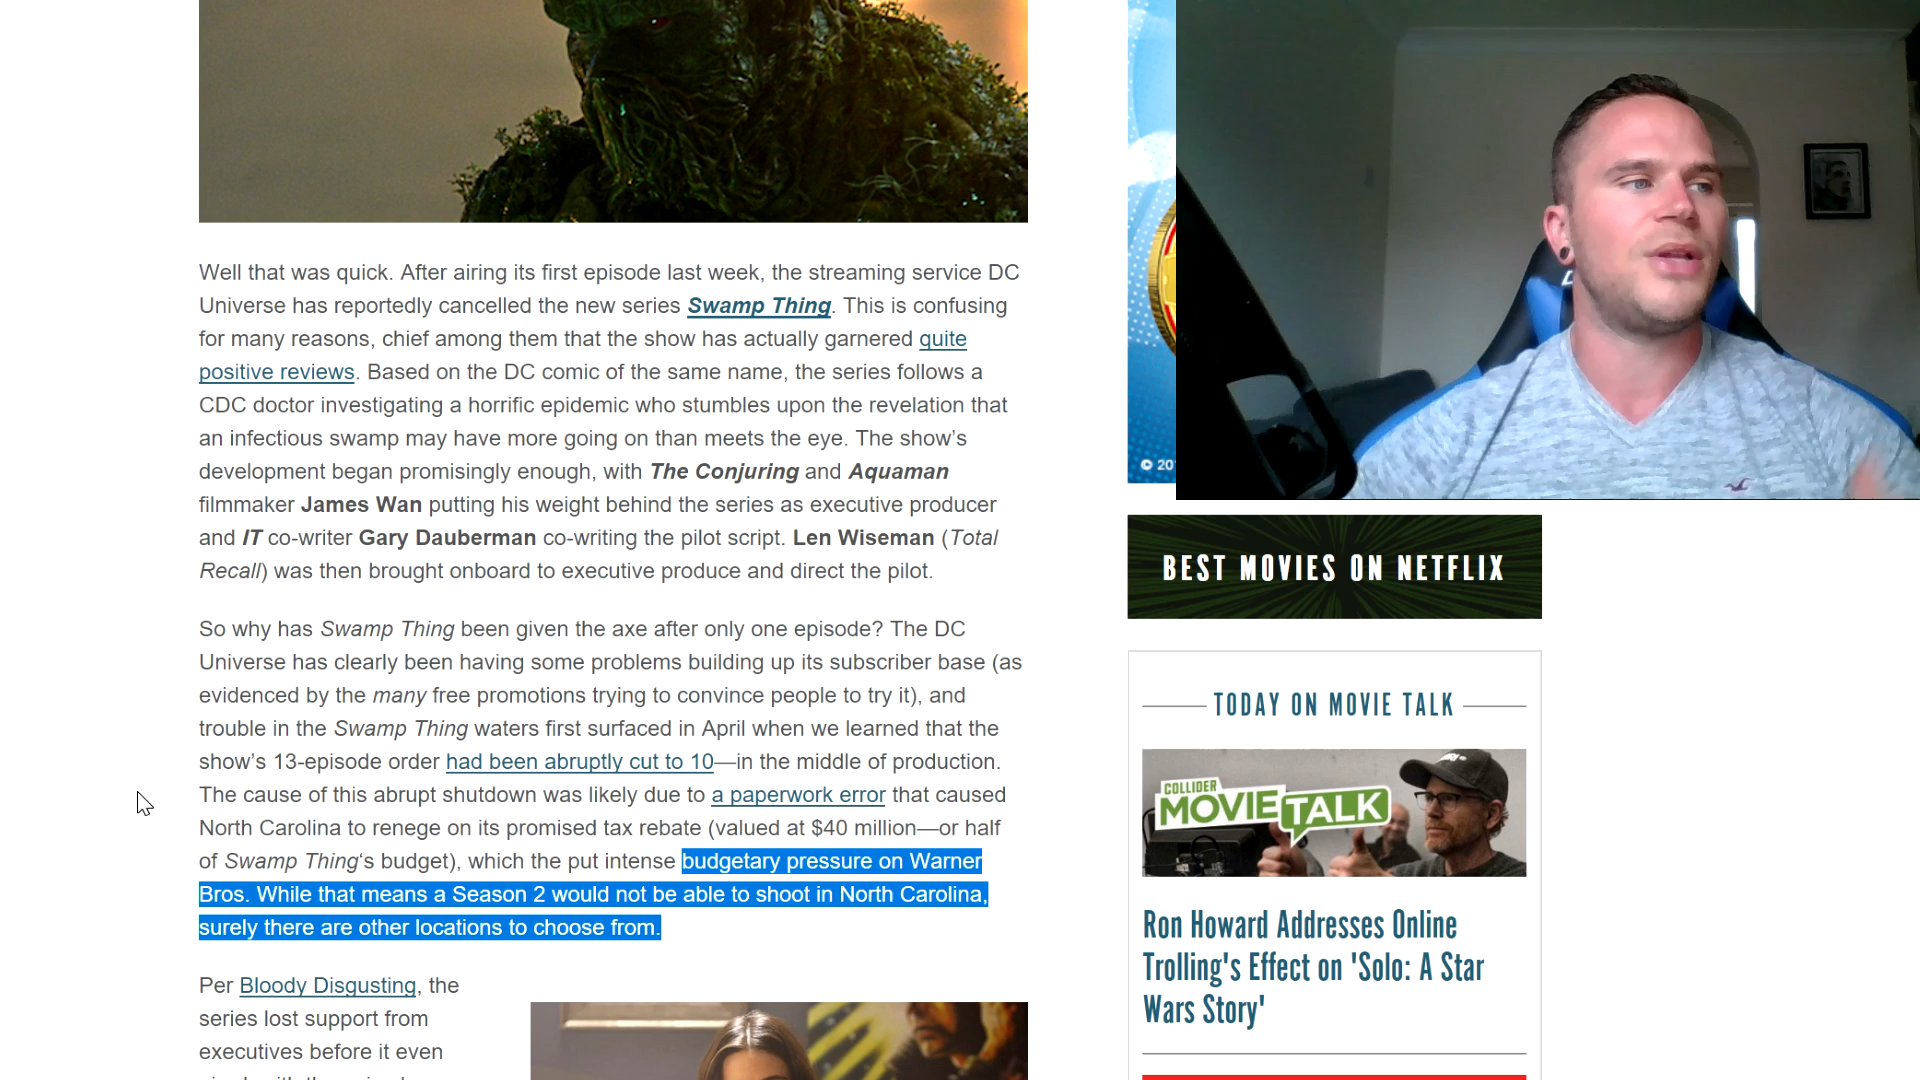 Well that was quick. After airing its first episode last week, the streaming service DC
Universe has reportedly cancelled the new series Swamp Thing. This is confusing
for many reasons, chief among them that the show has actually garnered quite
positive reviews. Based on the DC comic of the same name, the series follows a
CDC doctor investigating a horrific epidemic who stumbles upon the revelation that
an infectious swamp may have more going on than meets the eye. The show’s
development began promisingly enough, with The Conjuring and Aquaman
filmmaker James Wan putting his weight behind the series as executive producer
and IT co-writer Gary Dauberman co-writing the pilot script. Len Wiseman (Total
Recall) was then brought onboard to executive produce and direct the pilot.
So why has Swamp Thing been given the axe after only one episode? The DC
Universe has clearly been having some problems building up its subscriber base (as
evidenced by the many free promotions trying to convince people to try it), and
trouble in the Swamp Thing waters first surfaced in April when we learned that the
show’s 13-episode order had been abruptly cut to 10—in the middle of production.
The cause of this abrupt shutdown was likely due to a paperwork error that caused
North Carolina to renege on its promised tax rebate (valued at $40 million—or half
of Swamp Thing‘s budget), which the put intense budgetary pressure on Warner
Bros. While that means a Season 2 would not be able to shoot in North Carolina,
surely there are other locations to choose from.
Per Bloody Disgusting, the
series lost support from
executives before it even
© 20
BEST MOVIES ON NETFLIX
TODAY ON MOVIE TALK
COLLIDER
MOVIE TALK
Ron Howard Addresses Online
Trolling's Effect on 'Solo: A Star
Wars Story'